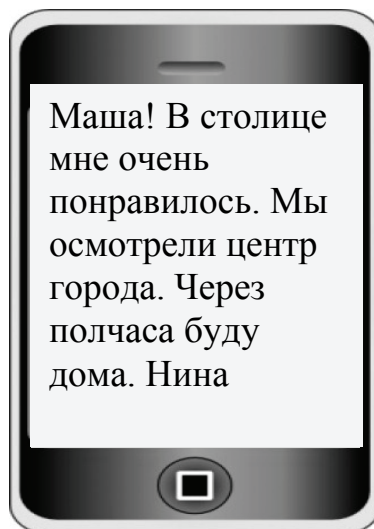 Маша! В столице
мне очень
понравилось. Мы
осмотрели центр
города. Через
полчаса буду
дома. Нина